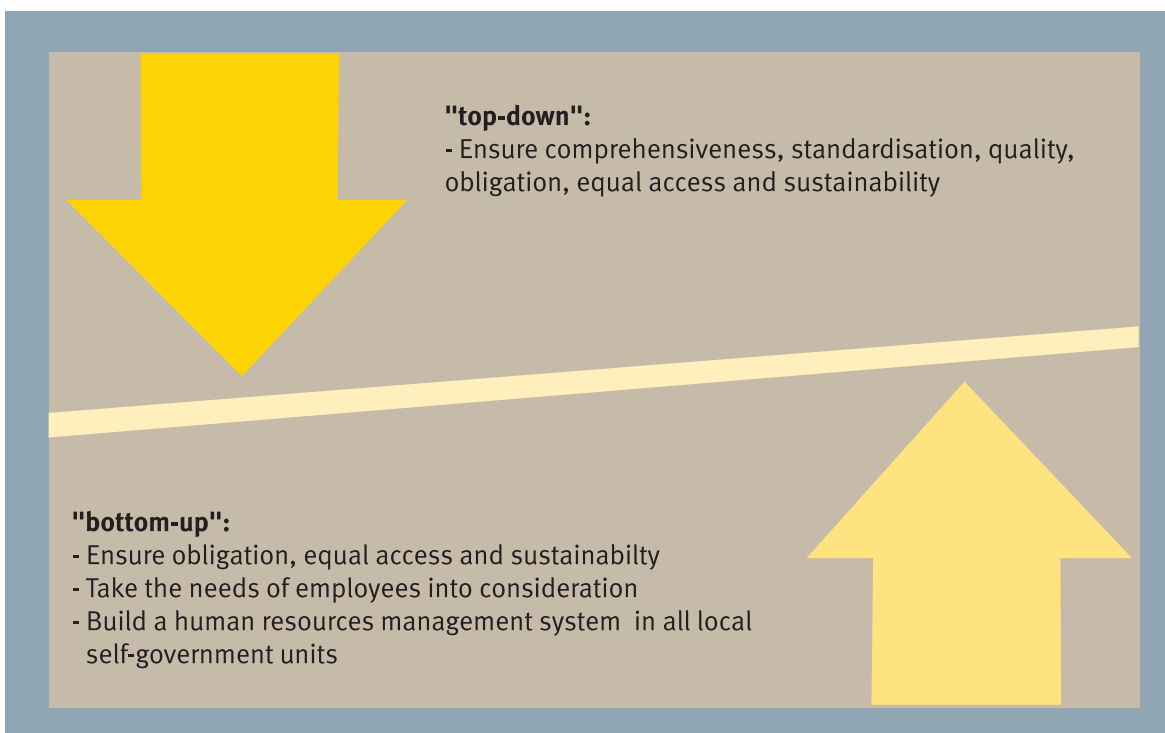 "top-down":
- Ensure comprehensiveness, standardisation, quality,
obligation, equal access and sustainability
"bottom-up":
- Ensure obligation, equal access and sustainabilty
- Take the needs of employees into consideration
- Build a human resources management system  in all local
self-government units